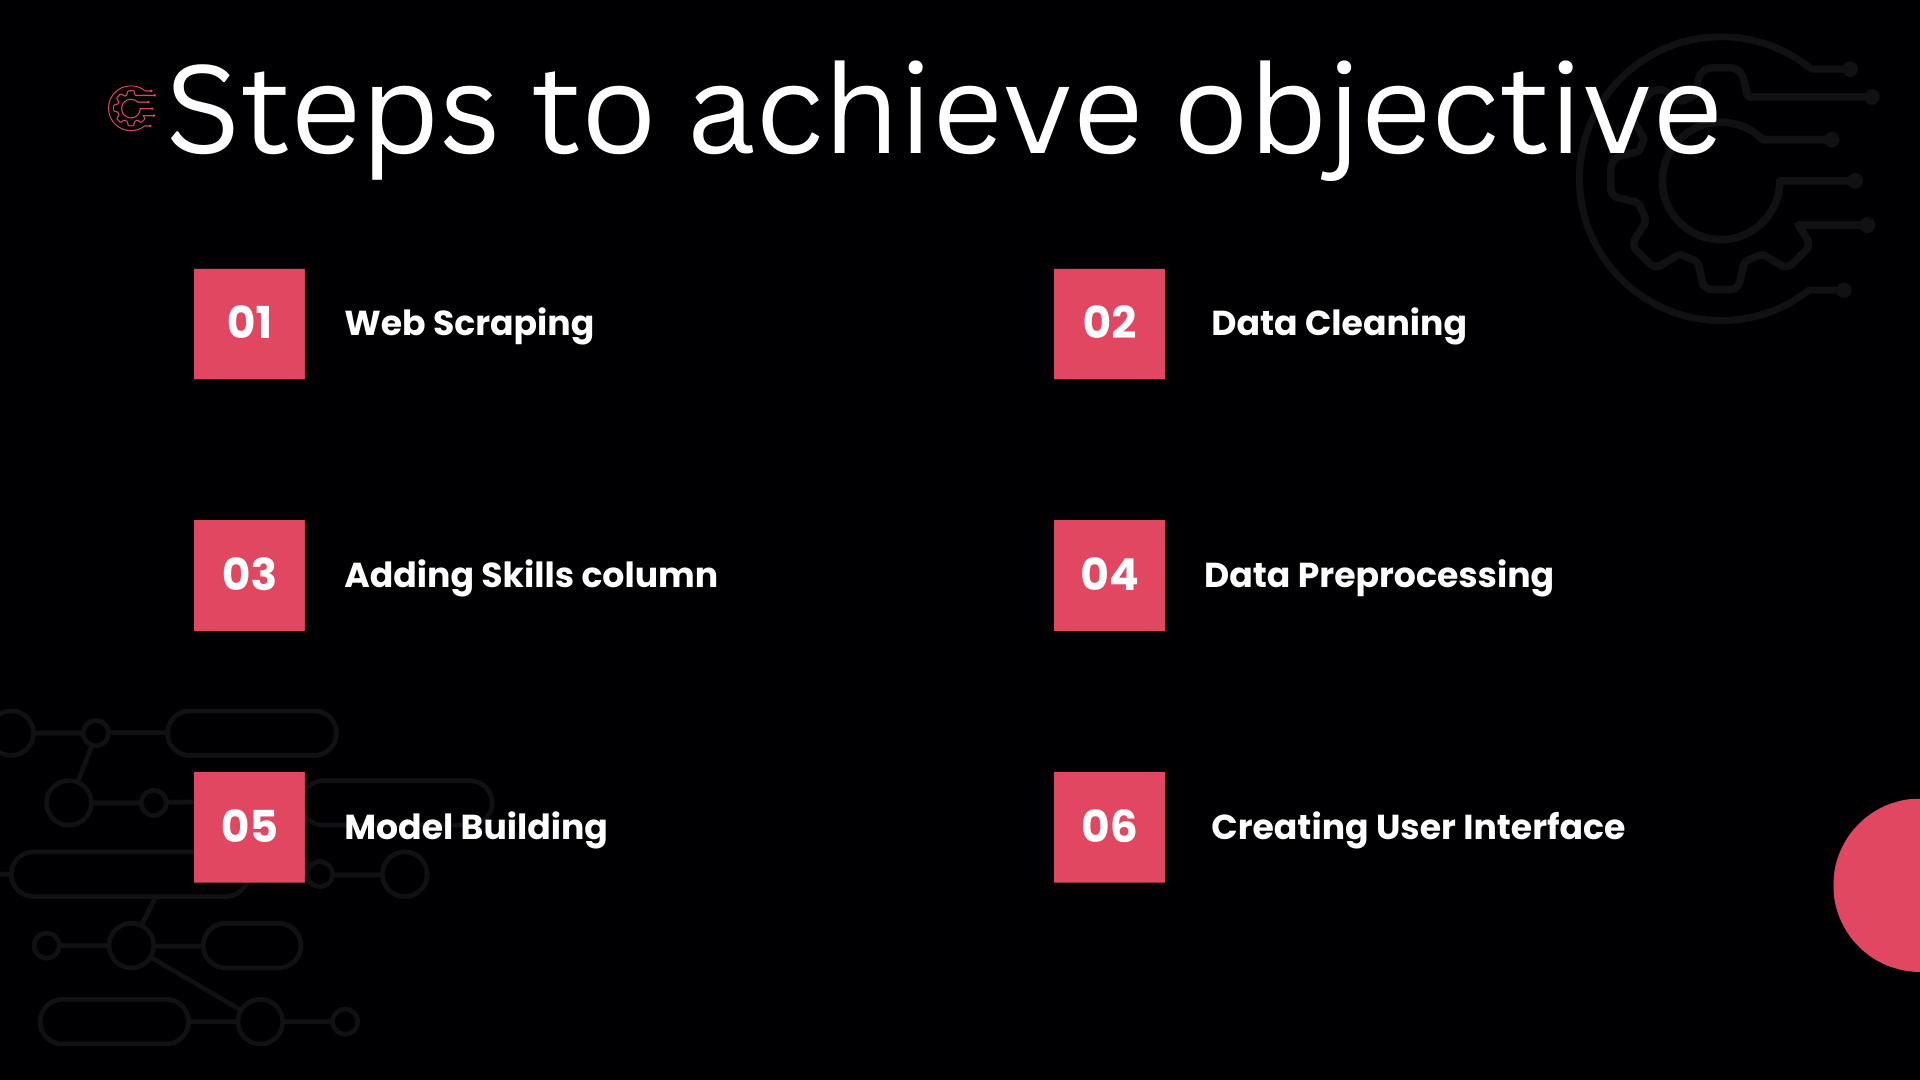 Steps to achieve objective
01 Web Scraping
02 Data Cleaning
03 Adding Skills column
04 Data Preprocessing
05 Model Building
06 Creating User Interface